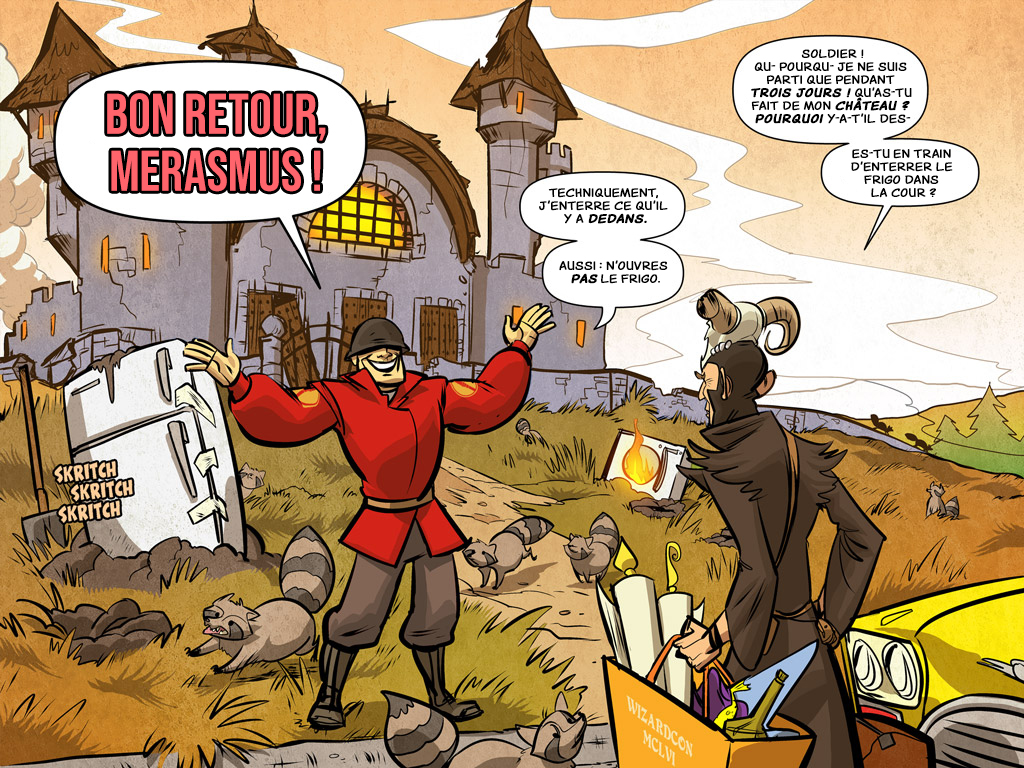 BON RETOUR,
MERASMUS !
SOLDIER !
QU- POURQU- JE NE SUIS
PARTI QUE PENDANT
TROIS JOURS ! QU'AS-TU
FAIT DE MON CHÂTEAU ?
POURQUOI Y-A-T'IL DES-
ES-TU EN TRAIN
D'ENTERRER LE
FRIGO DANS
LA COUR ?
TECHNIQUEMENT,
J'ENTERRE CE QU'IL
Y A DEDANS.
AUSSI : N'OUVRES
PAS LE FRIGO.
SKRITCH
SKRITCH
SKRITCH
WIZARDCON
MCLVI